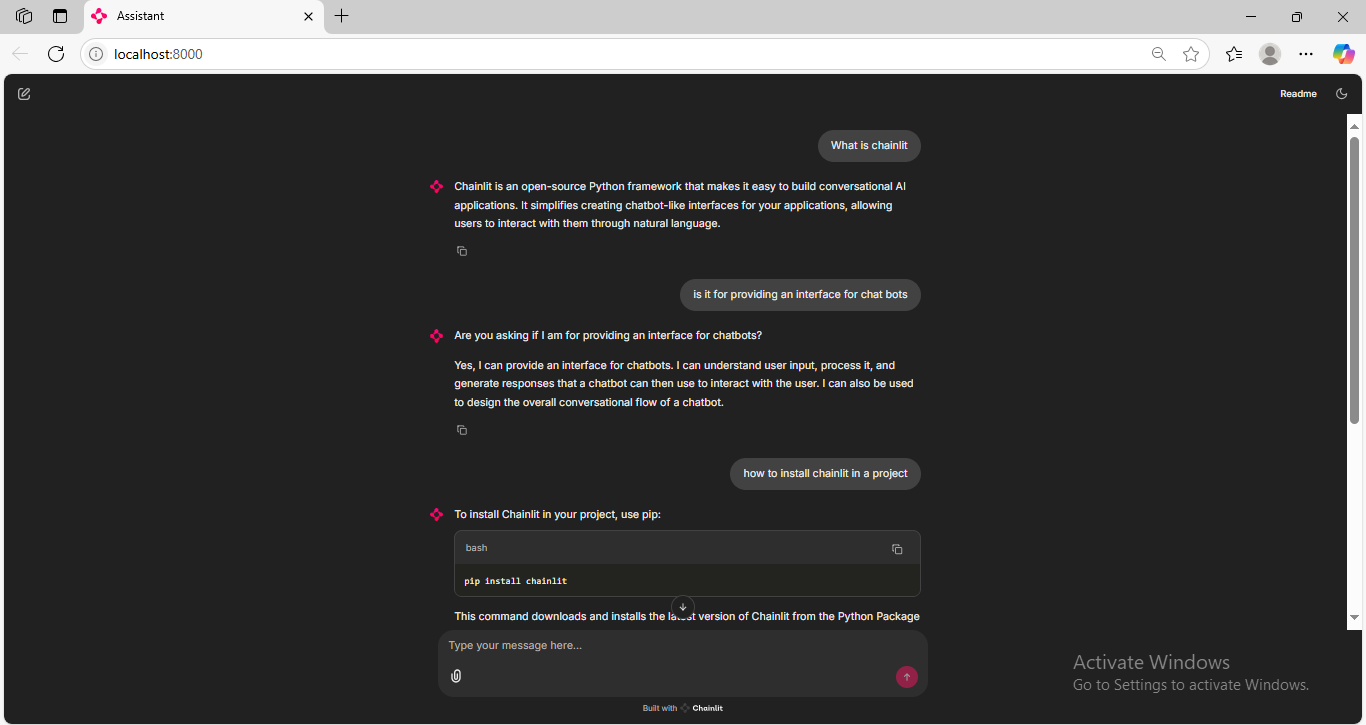 Assistant
localhost:8000
Readme
What is chainlit
Chainlit is an open-source Python framework that makes it easy to build conversational AI
applications. It simplifies creating chatbot-like interfaces for your applications, allowing
users to interact with them through natural language.
is it for providing an interface for chat bots
Are you asking if I am for providing an interface for chatbots?
Yes, I can provide an interface for chatbots. I can understand user input, process it, and
generate responses that a chatbot can then use to interact with the user. I can also be used
to design the overall conversational flow of a chatbot.
how to install chainlit in a project
To install Chainlit in your project, use pip:
bash
pip install chainlit
This command downloads and installs the latest version of Chainlit from the Python Package
Type your message here...
Activate Windows
Go to Settings to activate Windows.
Built with Chainlit